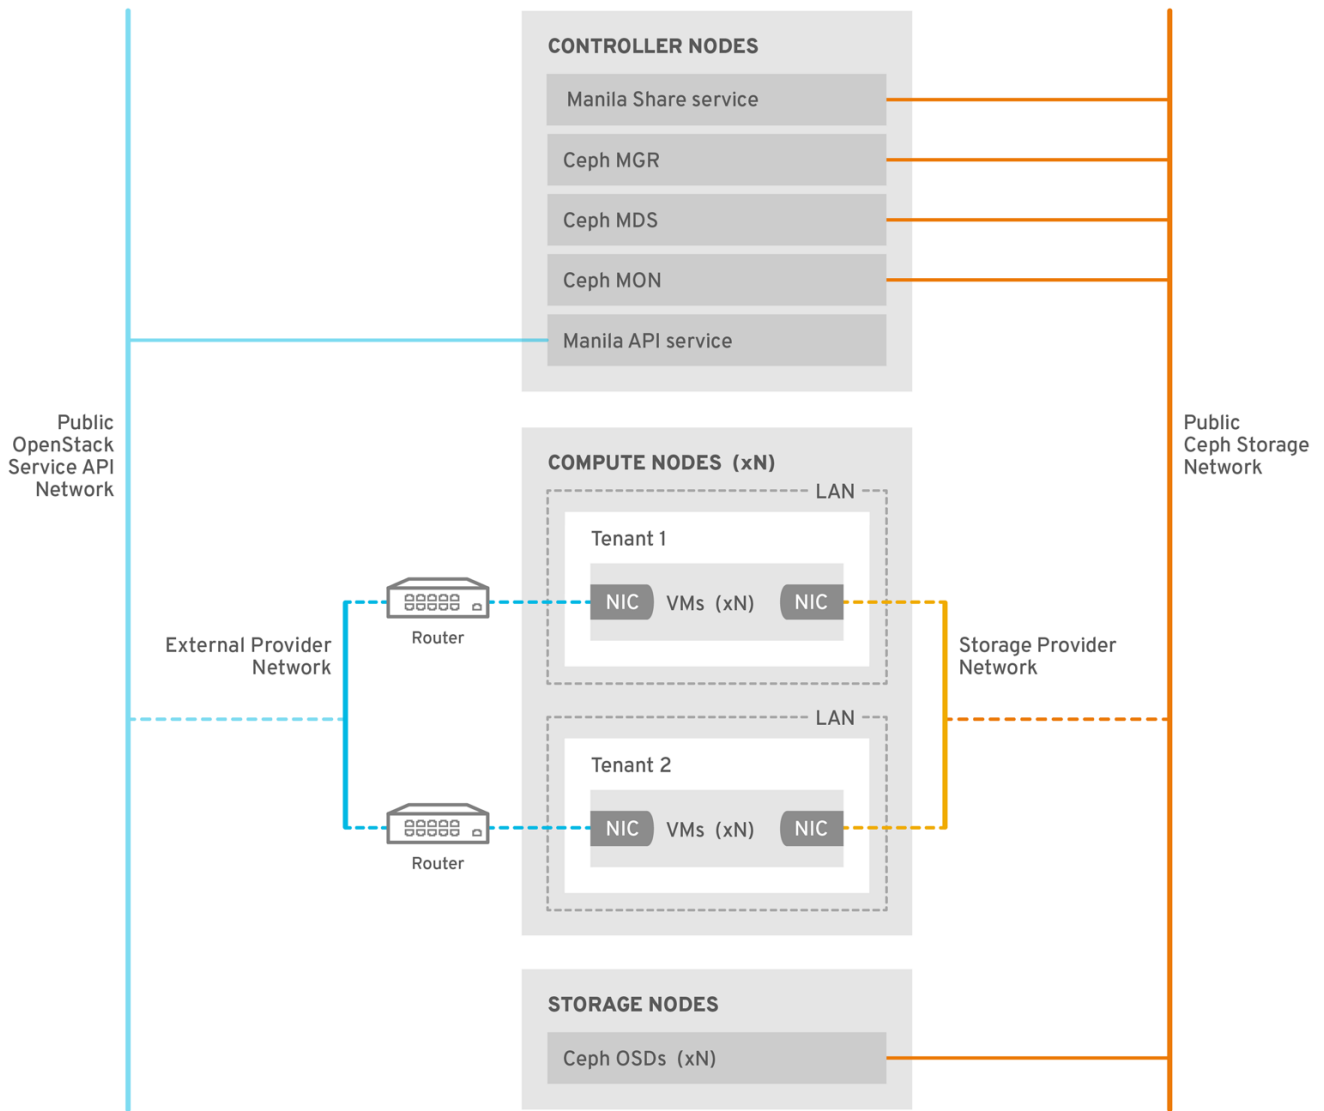 CONTROLLER NODES
Manila Share service
Ceph MGR
Ceph MDS
Ceph MON
Manila API service
Public
OpenStack
Service API
Network
Public
Ceph Storage
Network
COMPUTE NODES (xN)
LAN
Tenant 1
NIC VMs (xN) NIC
Router
External Provider
Network
Storage Provider
Network
LAN
Tenant 2
NIC VMs (xN) NIC
Router
STORAGE NODES
Ceph OSDs (xN)